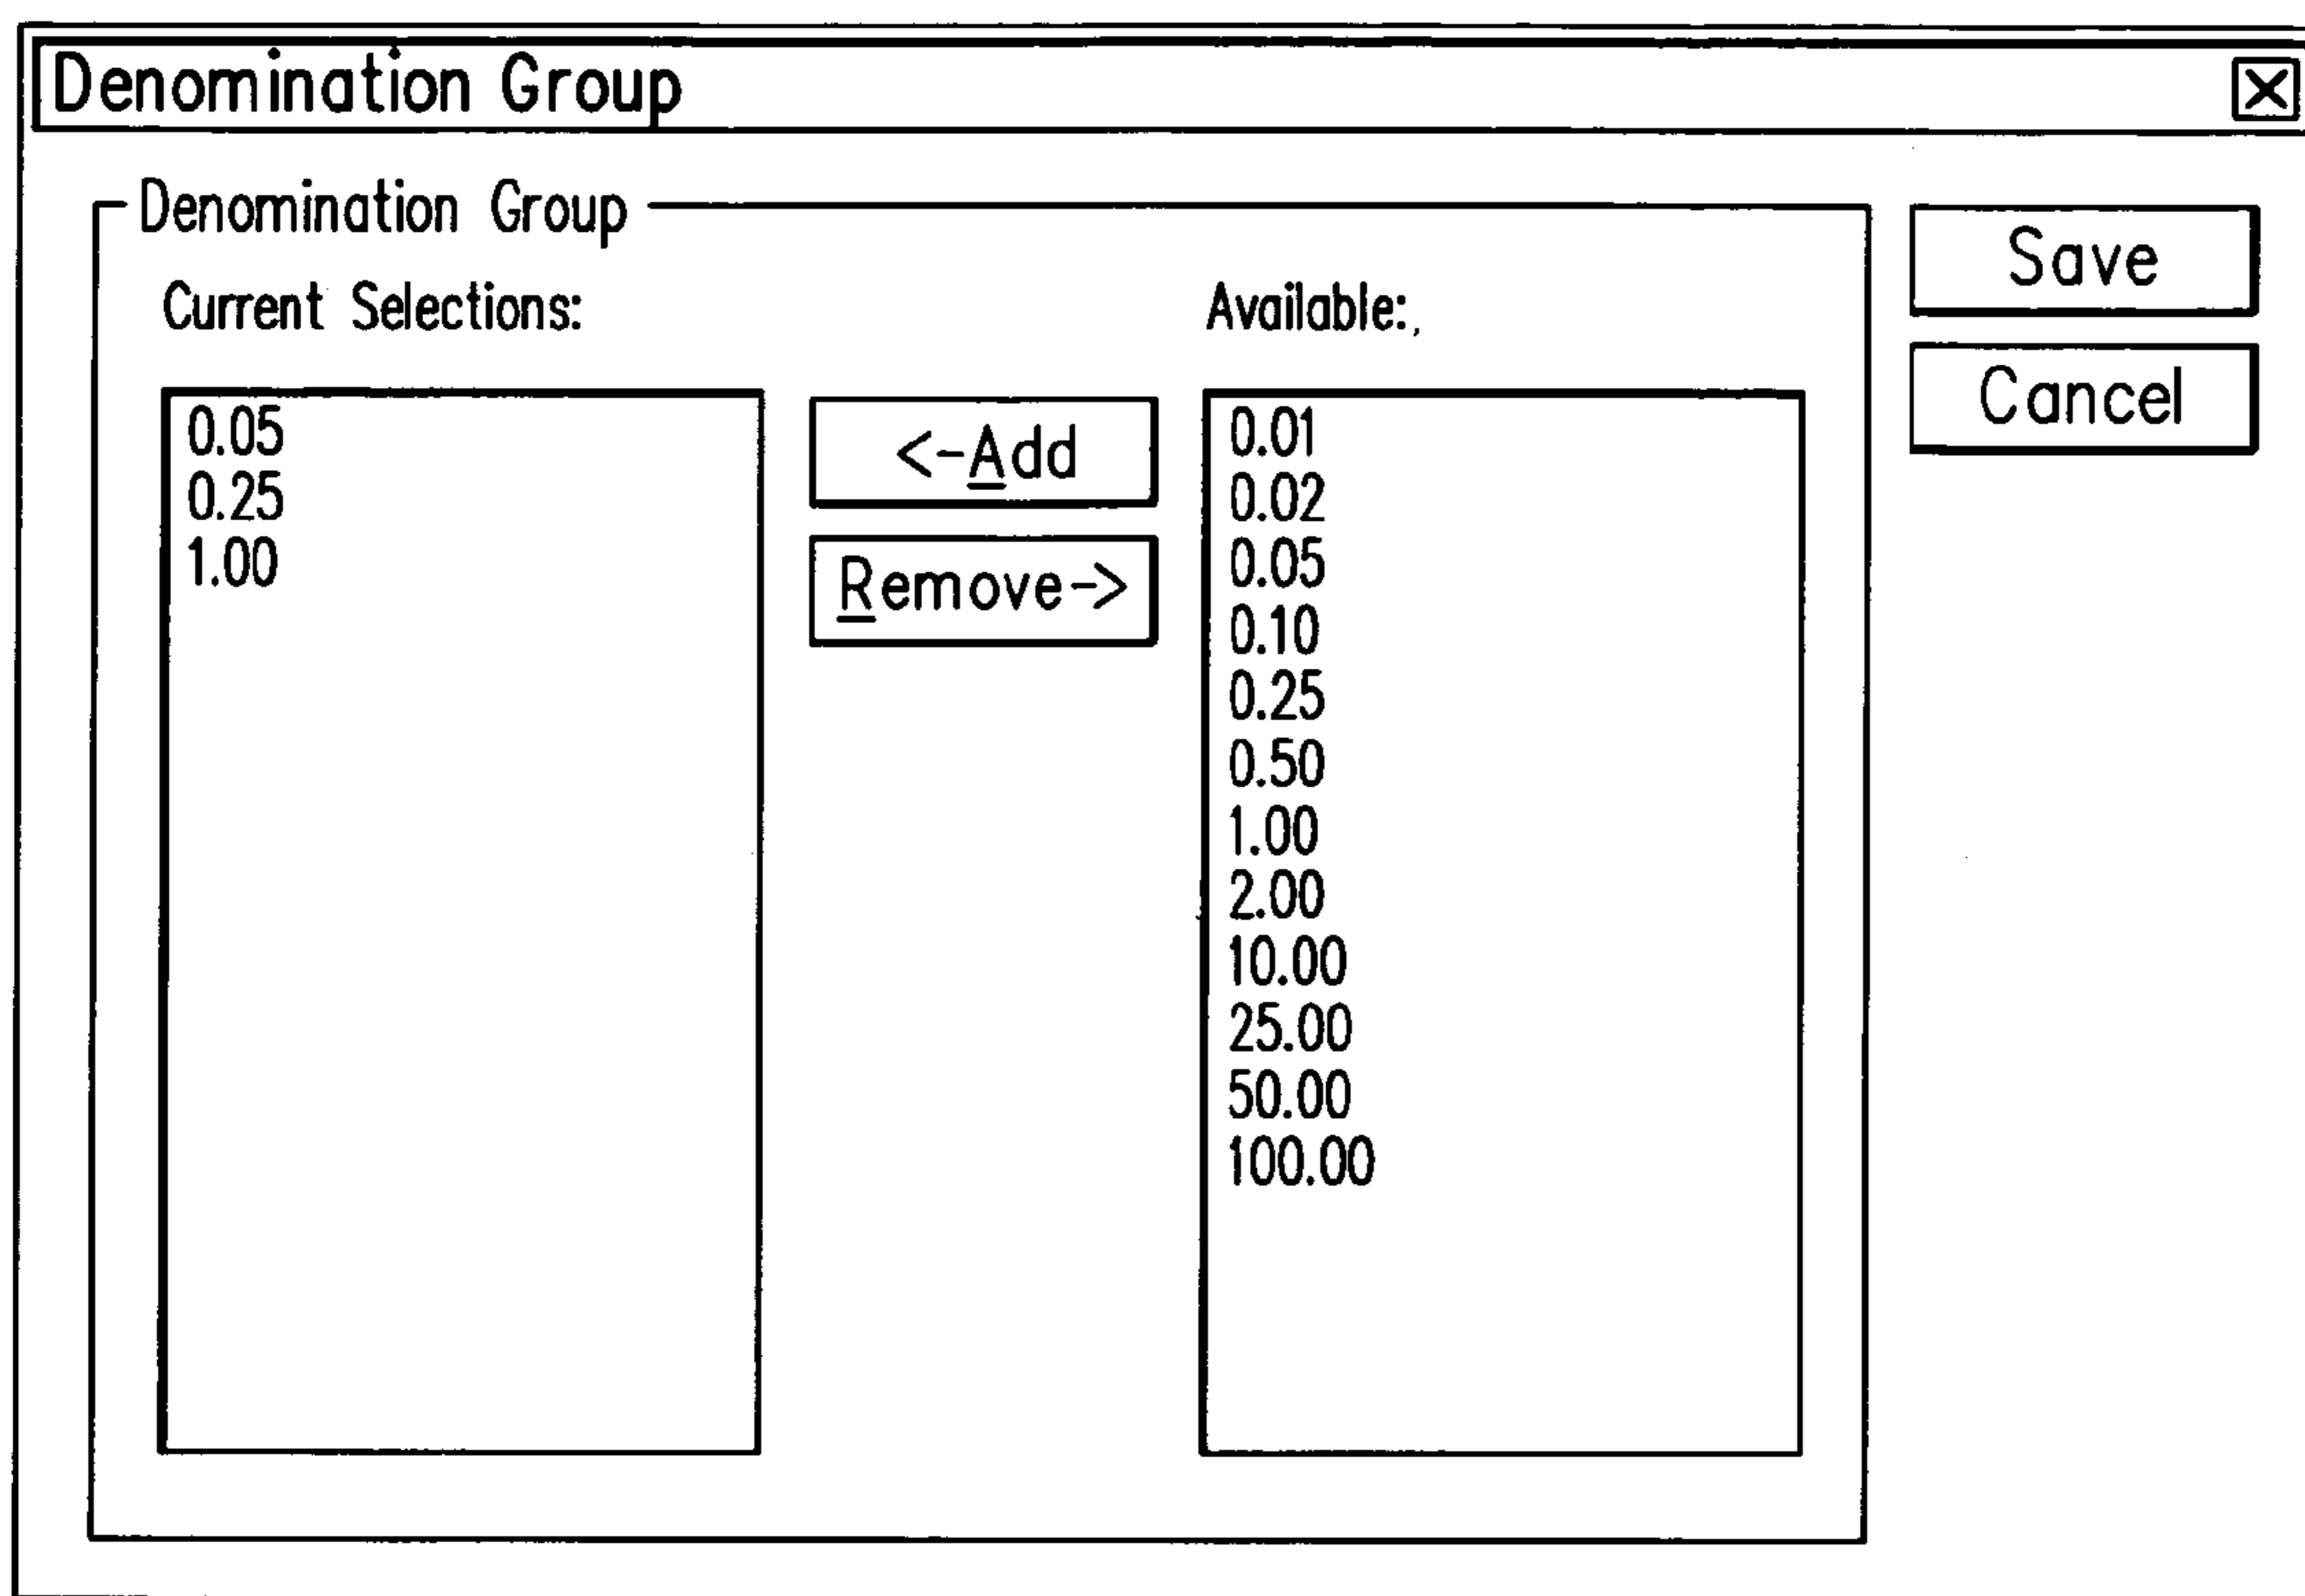 Denomination Group
Denomination Group
Current Selections:
0.05
0.25
1.00
<-Add
Remove->
Available:
0.01
0.02
0.05
0.10
0.25
0.50
1.00
2.00
10.00
25.00
50.00
100.00
Save
Cancel